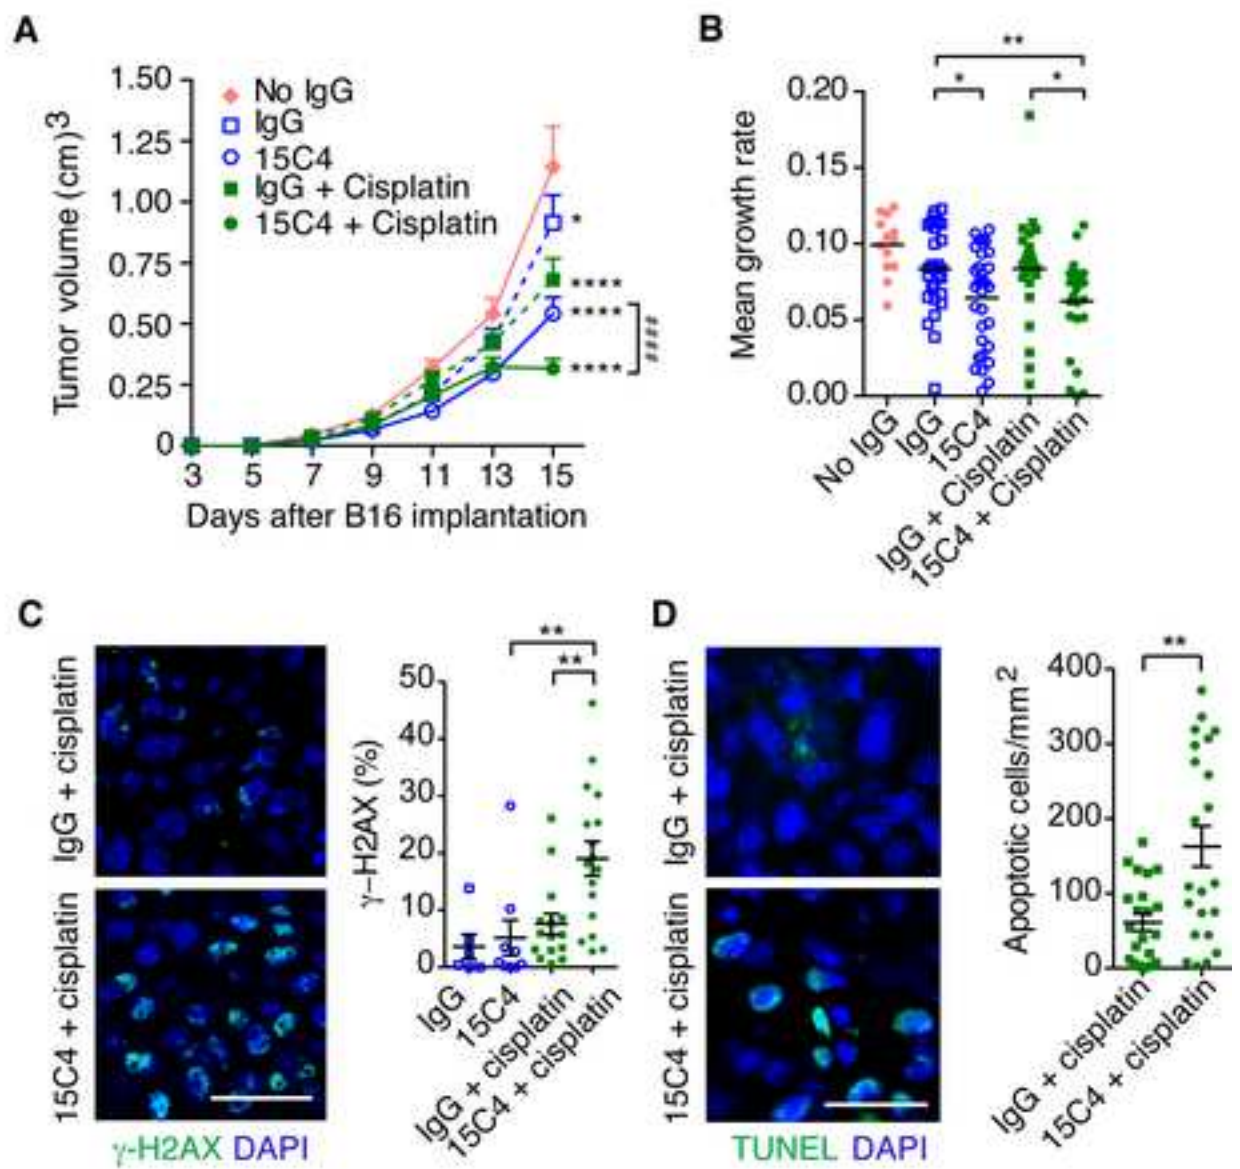 A
Tumor volume (cm)3
1.50
1.25
1.00
0.75
0.50
0.25
0
No IgG
IgG
15C4
IgG + Cisplatin
15C4 + Cisplatin
*
****
****
****
####
3 5 7 9 11 13 15
Days after B16 implantation
B
Mean growth rate
0.20
0.15
0.10
0.05
0.00
**
* *
No IgG
IgG
15C4
IgG + Cisplatin
15C4 + Cisplatin
C
IgG + cisplatin
15C4 + cisplatin
γ-H2AX DAPI
γ–H2AX (%)
50
40
30
20
10
0
**
**
IgG
15C4
IgG + cisplatin
15C4 + cisplatin
D
IgG + cisplatin
15C4 + cisplatin
TUNEL DAPI
Apoptotic cells/mm2
400
300
200
100
0
**
IgG + cisplatin
15C4 + cisplatin